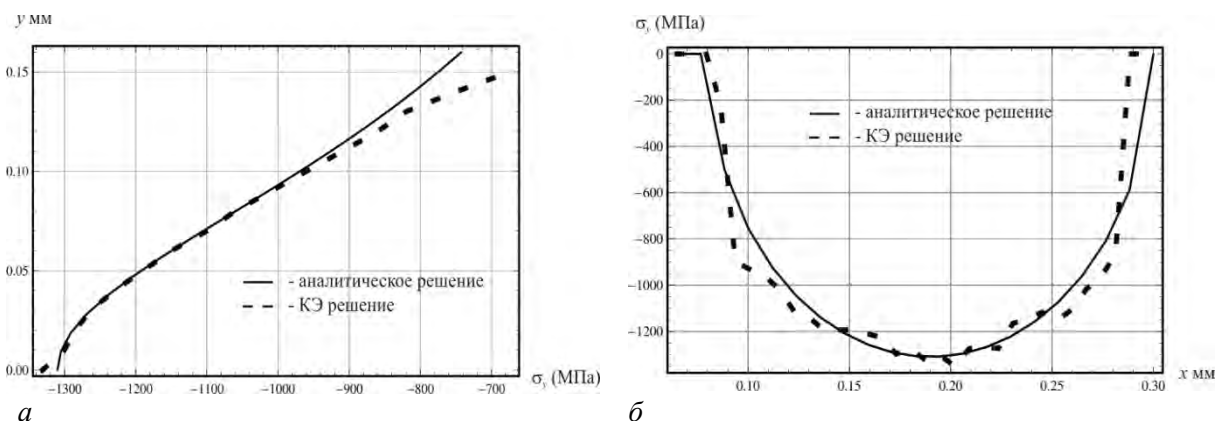 y мм
0.15
0.10
0.05
0.00
- аналитическое решение
- КЭ решение
−1300
−1200
−1100
−1000
−900
−800
−700
σy (МПа)
а
σy (МПа)
0
−200
−400
−600
−800
−1000
−1200
- аналитическое решение
- КЭ решение
0.10
0.15
0.20
0.25
0.30
x мм
б